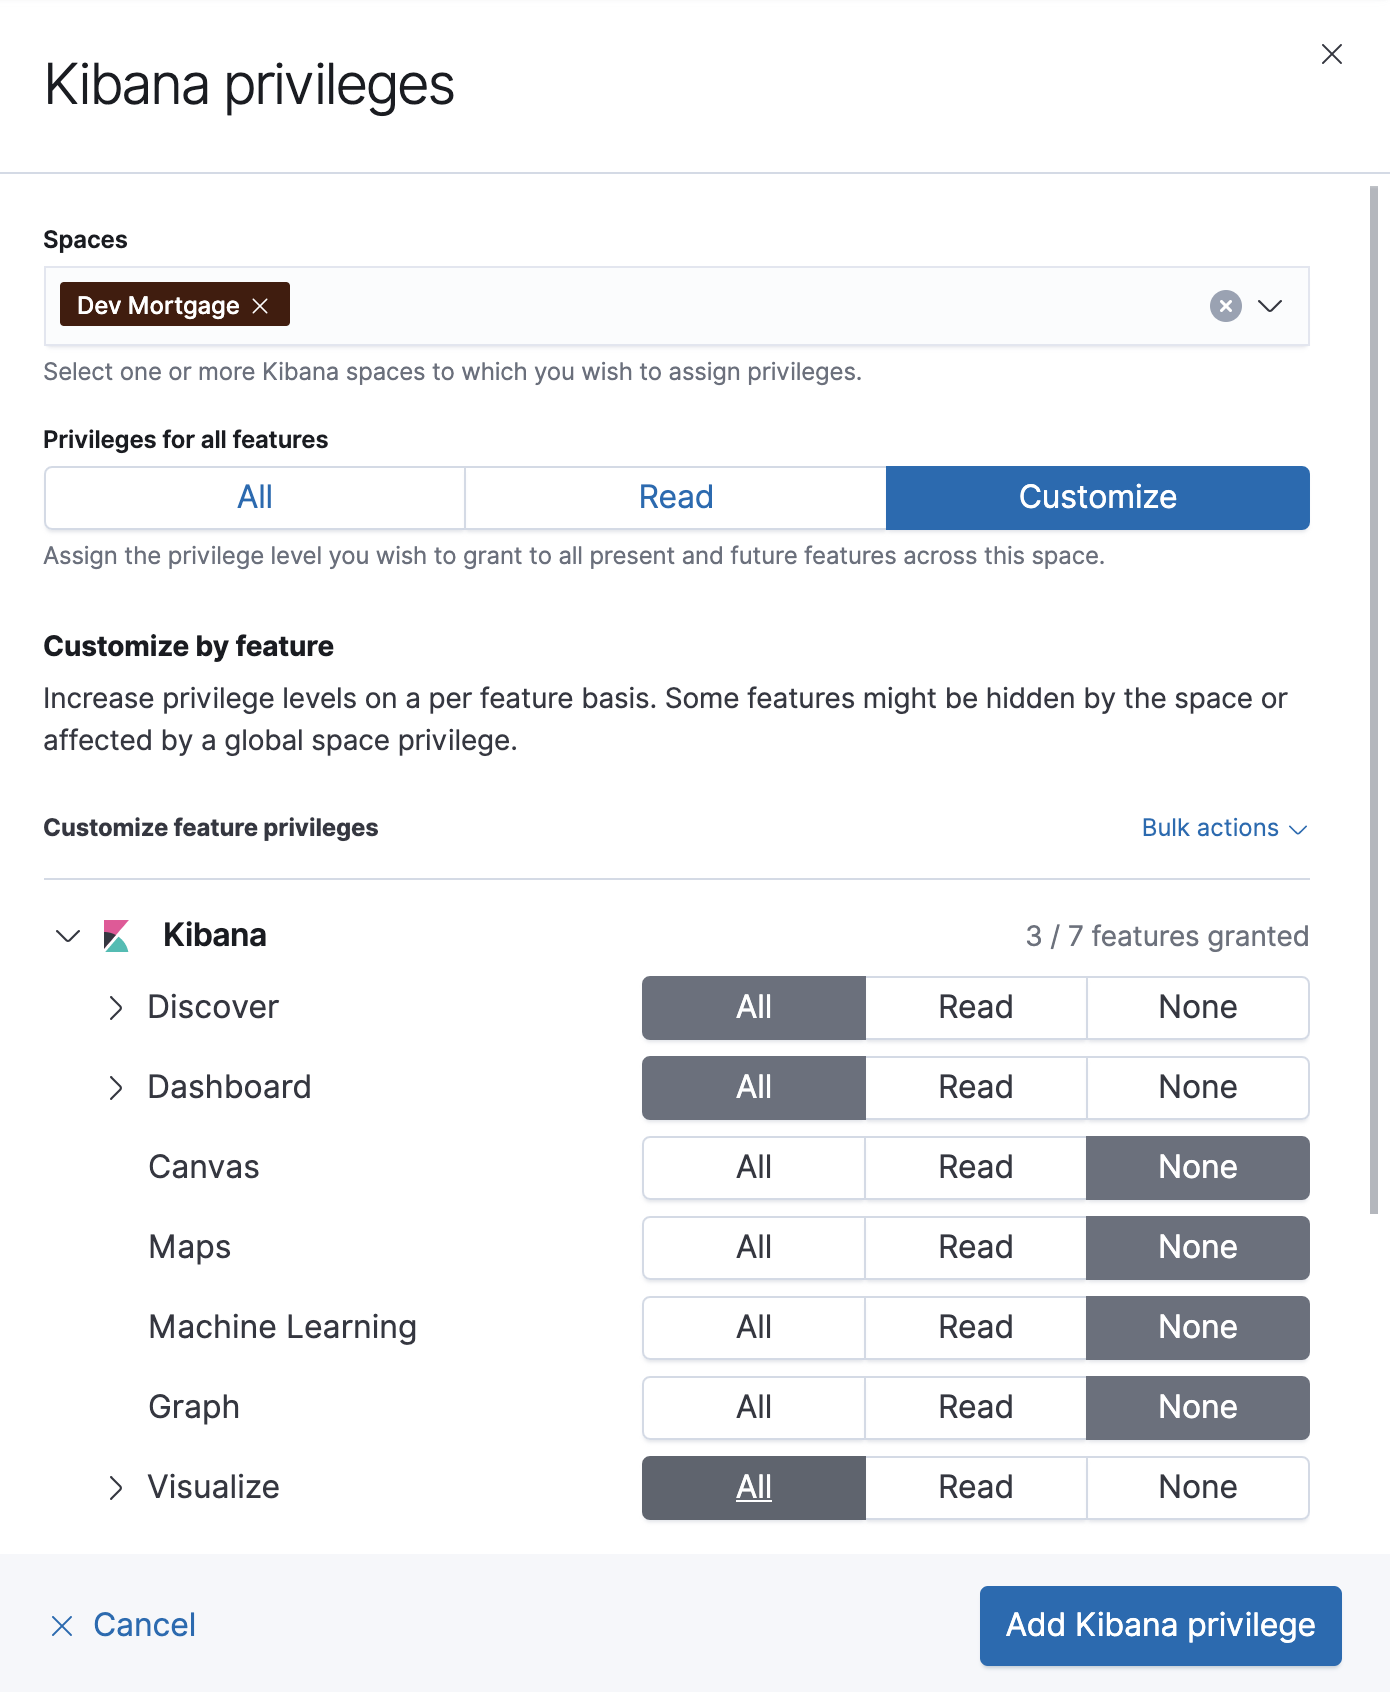 Kibana privileges
Spaces
Dev Mortgage
Select one or more Kibana spaces to which you wish to assign privileges.
Privileges for all features
All Read Customize
Assign the privilege level you wish to grant to all present and future features across this space.
Customize by feature
Increase privilege levels on a per feature basis. Some features might be hidden by the space or
affected by a global space privilege.
Customize feature privileges Bulk actions
Kibana 3 / 7 features granted
Discover All Read None
Dashboard All Read None
Canvas All Read None
Maps All Read None
Machine Learning All Read None
Graph All Read None
Visualize All Read None
Cancel Add Kibana privilege